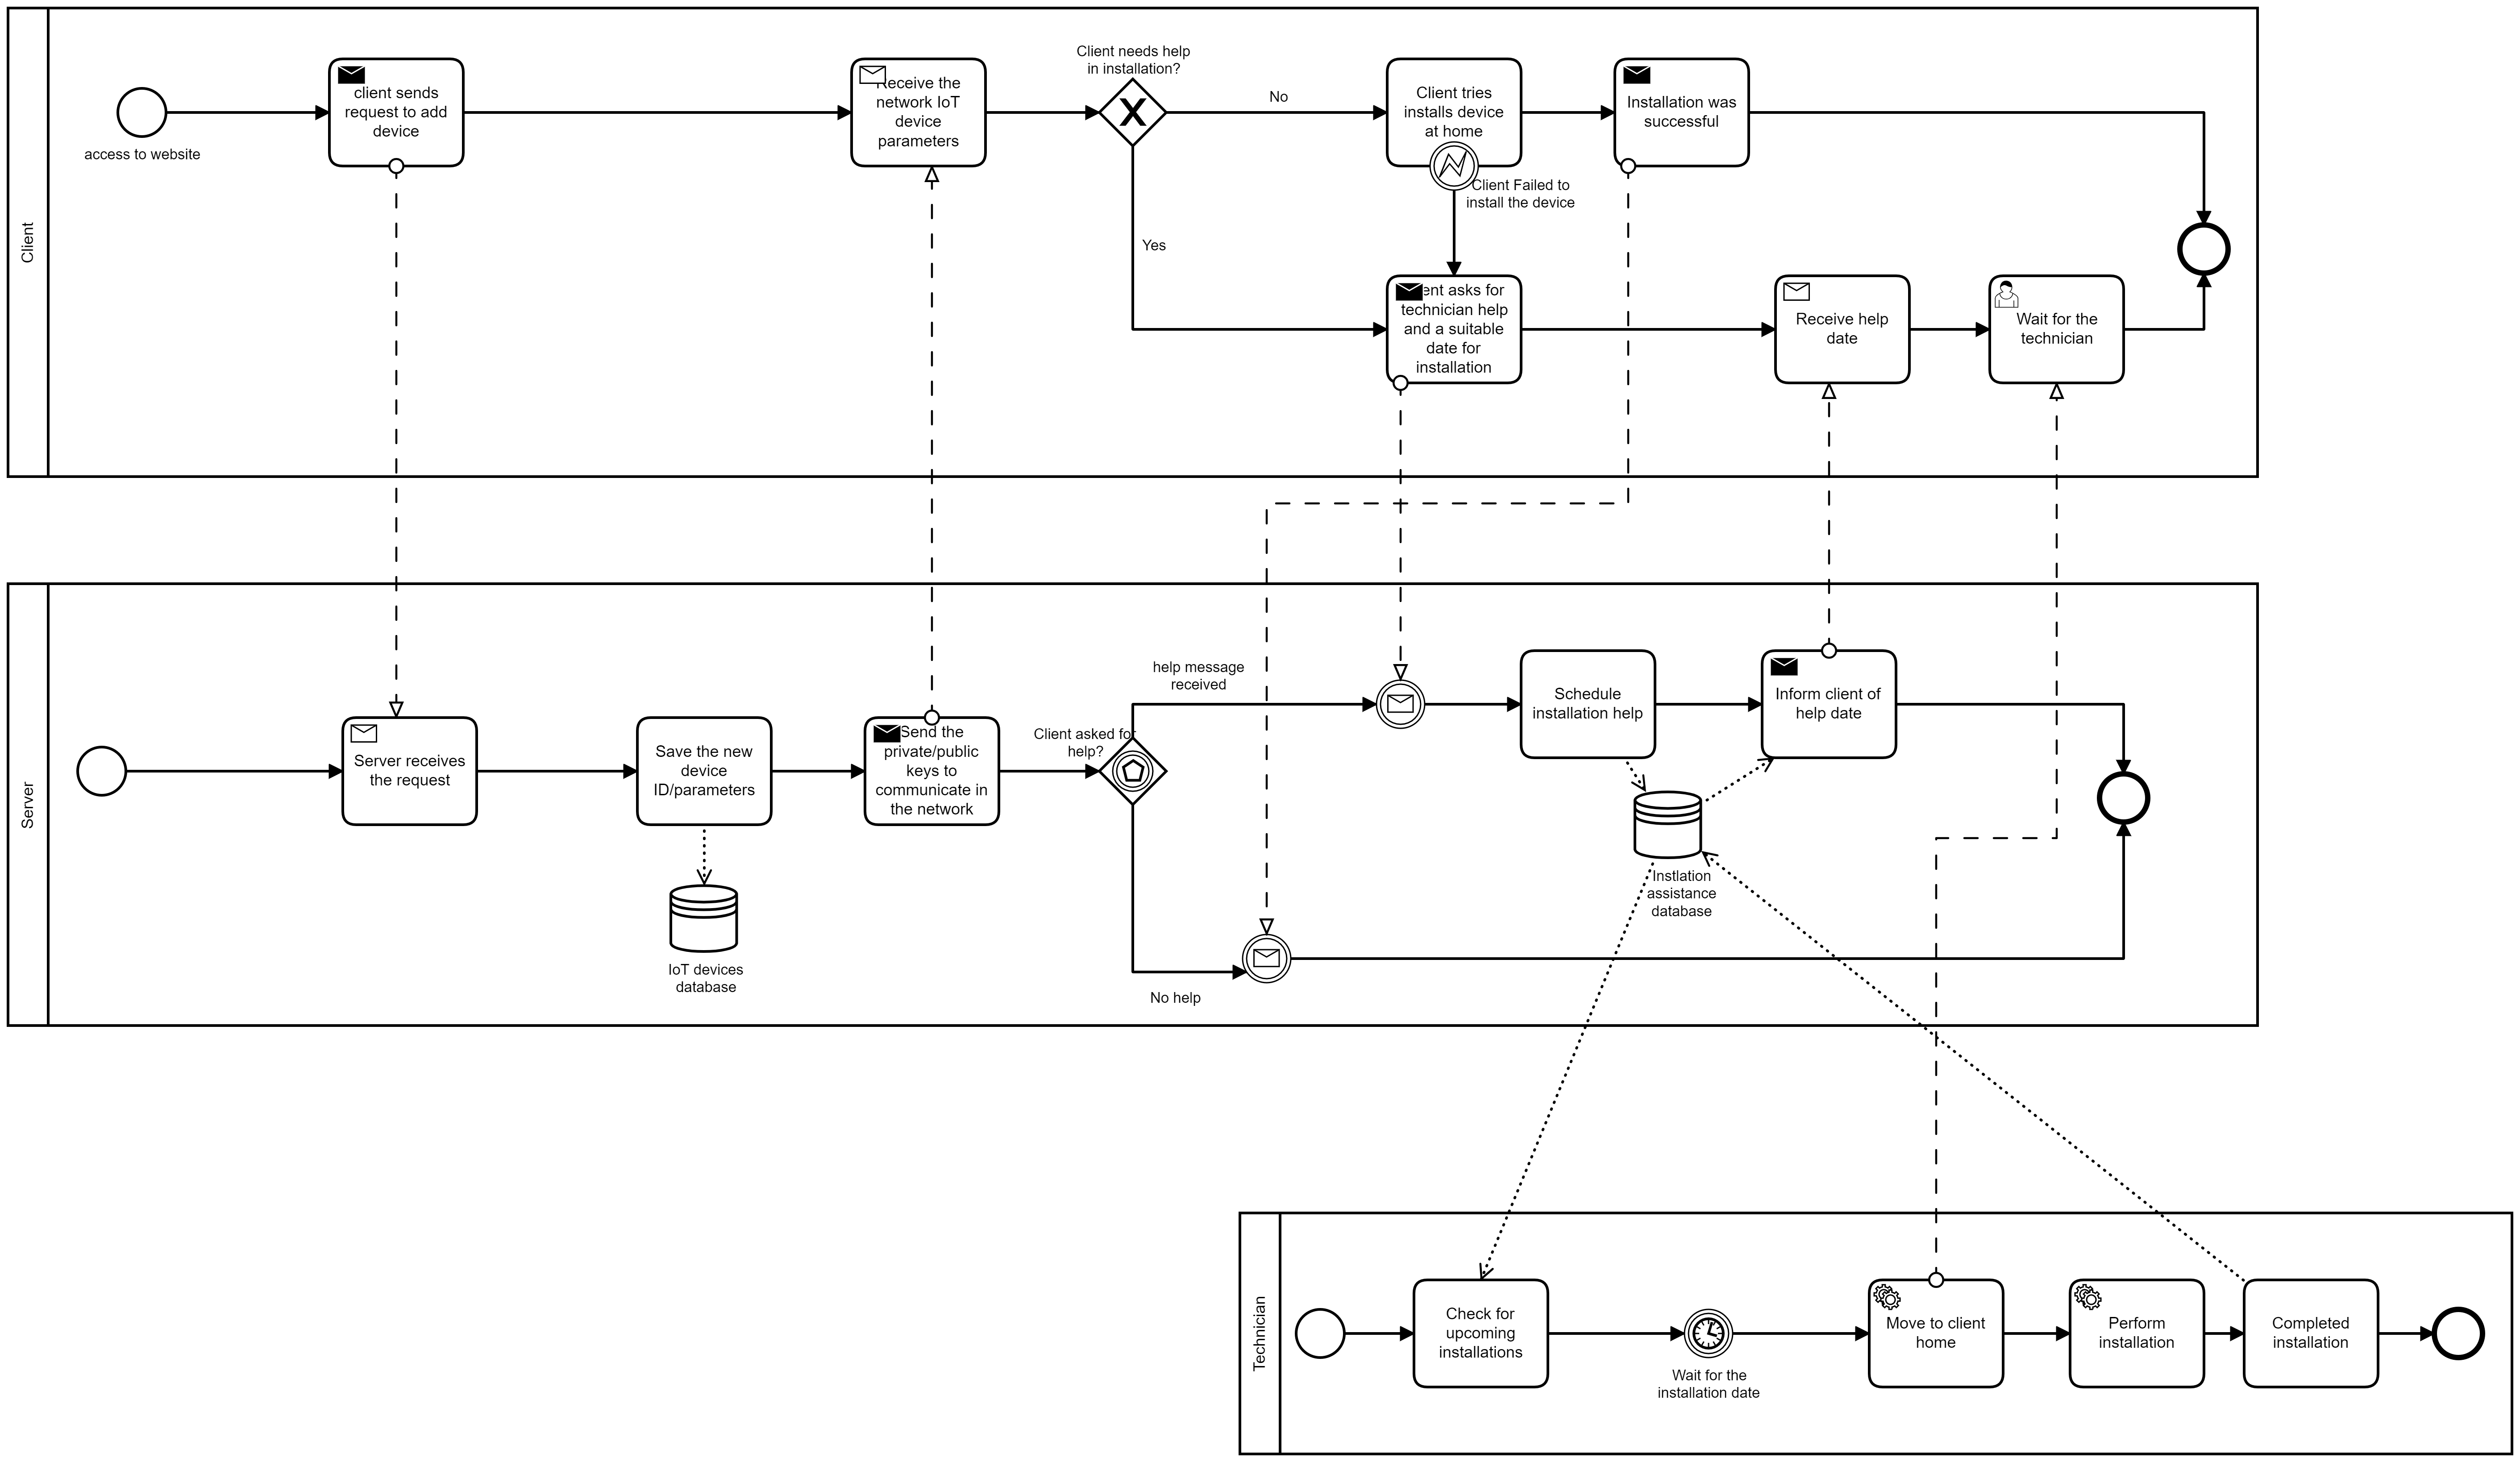 Client
access to website
client sends
request to add
device
Receive the
network IoT
device
parameters
Client needs help
in installation?
No
Yes
Client tries
installs device
at home
Client Failed to
install the device
Installation was
successful
ent asks for
technician help
and a suitable
date for
installation
Receive help
date
Wait for the
technician
Server
Server receives
the request
Save the new
device
ID/parameters
IoT devices
database
Send the
private/public
keys to
communicate in
the network
Client asked for
help?
help message
received
No help
Schedule
installation help
Inform client of
help date
Instlation
assistance
database
Technician
Check for
upcoming
installations
Wait for the
installation date
Move to client
home
Perform
installation
Completed
installation